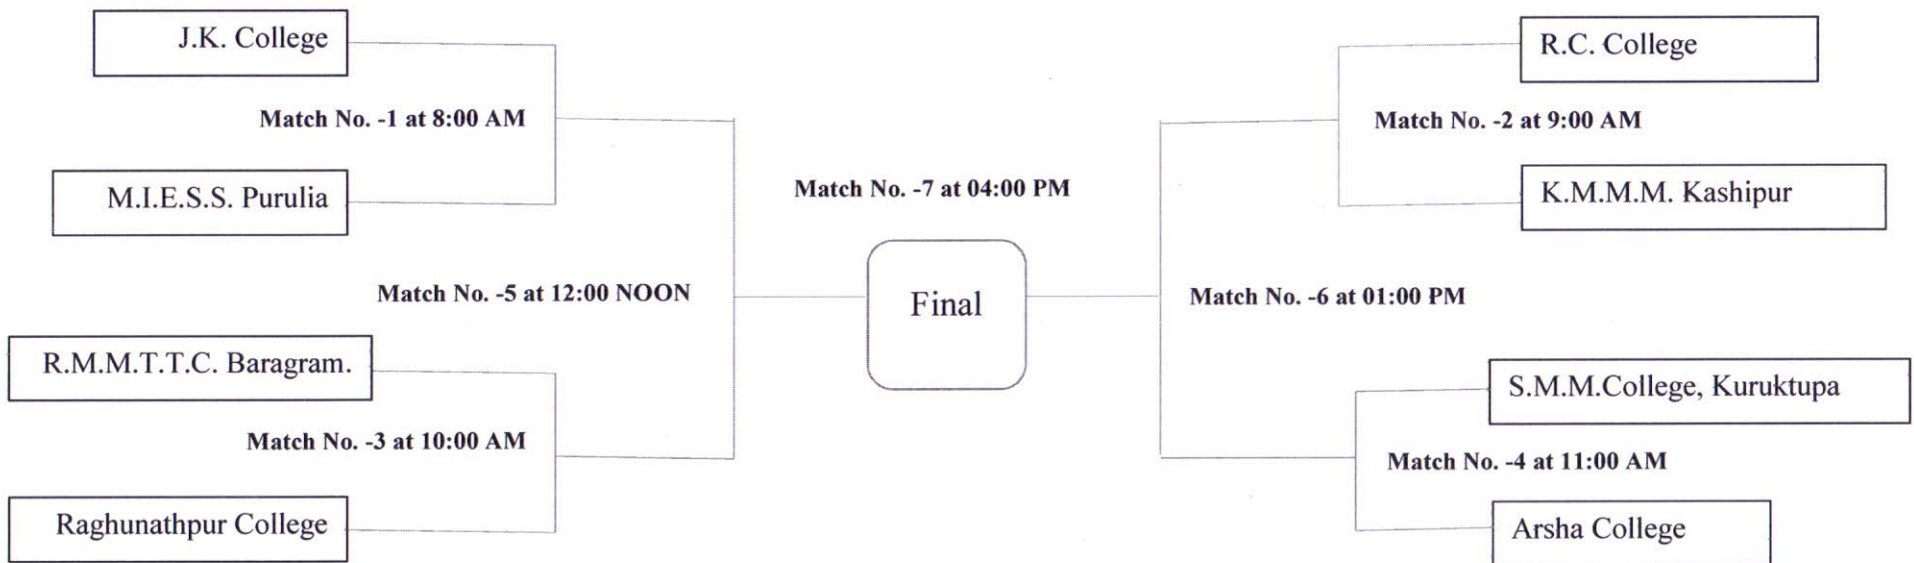 J.K. College
Match No. -1 at 8:00 AM
M.I.E.S.S. Purulia
Match No. -5 at 12:00 NOON
R.M.M.T.T.C. Baragram.
Match No. -3 at 10:00 AM
Raghunathpur College
Match No. -7 at 04:00 PM
Final
R.C. College
Match No. -2 at 9:00 AM
K.M.M.M. Kashipur
Match No. -6 at 01:00 PM
S.M.M.College, Kuruktupa
Match No. -4 at 11:00 AM
Arsha College